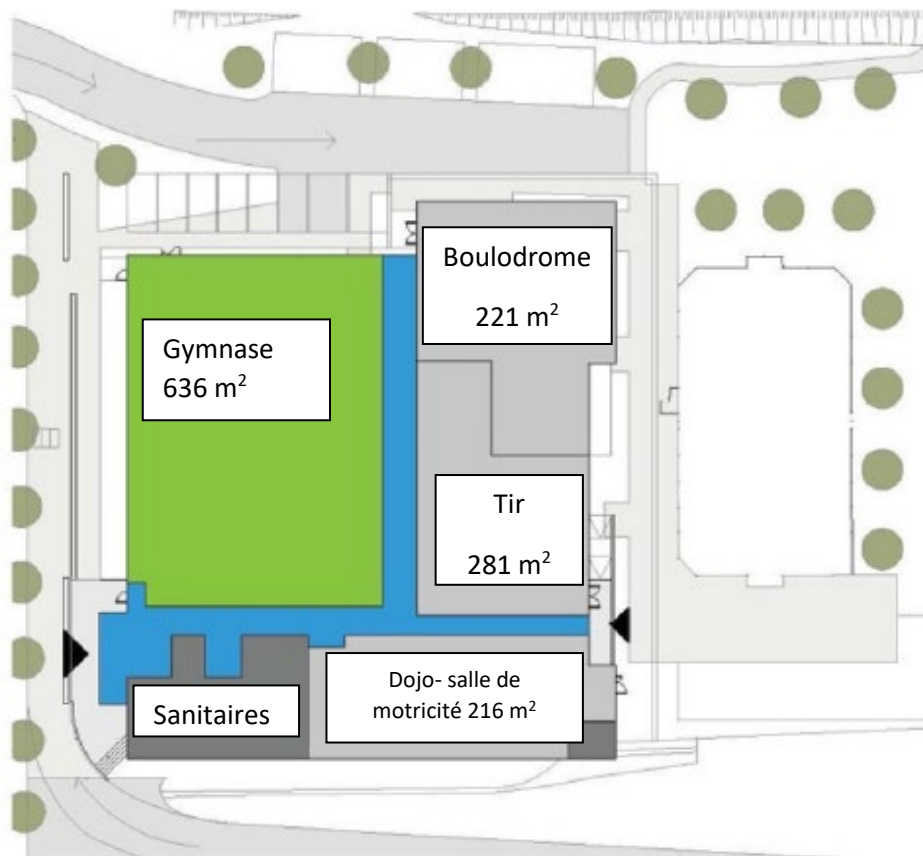 Boulodrome
221 m²
Gymnase
636 m²
Tir
281 m²
Dojo- salle de
motricité 216 m²
Sanitaires